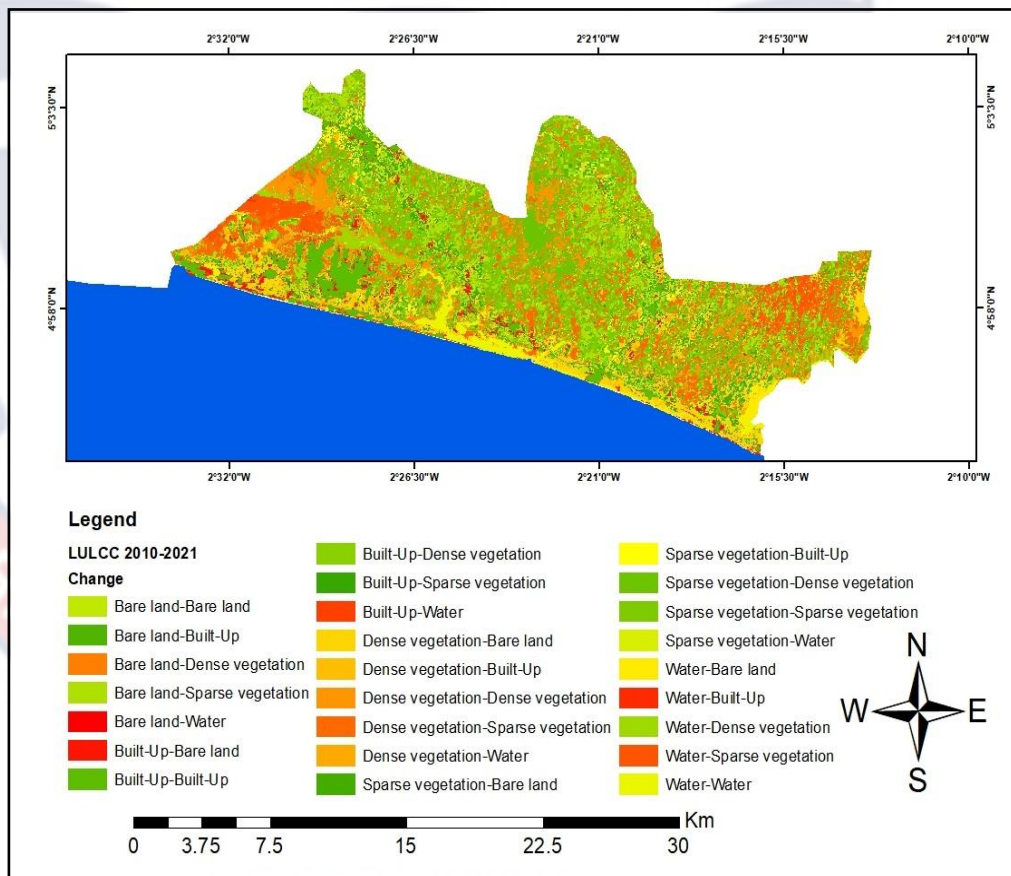 2°32'0"W 2°26'30"W 2°21'0"W 2°15'30"W 2°10'0"W
5°3'30"N 5°3'30"N
4°58'0"N 4°58'0"N
2°32'0"W 2°26'30"W 2°21'0"W 2°15'30"W 2°10'0"W
Legend
LULCC 2010-2021
Change
Bare land-Bare land
Bare land-Built-Up
Bare land-Dense vegetation
Bare land-Sparse vegetation
Bare land-Water
Built-Up-Bare land
Built-Up-Built-Up
Built-Up-Dense vegetation
Built-Up-Sparse vegetation
Built-Up-Water
Dense vegetation-Bare land
Dense vegetation-Built-Up
Dense vegetation-Dense vegetation
Dense vegetation-Sparse vegetation
Dense vegetation-Water
Sparse vegetation-Bare land
Sparse vegetation-Built-Up
Sparse vegetation-Dense vegetation
Sparse vegetation-Sparse vegetation
Sparse vegetation-Water
Water-Bare land
Water-Built-Up
Water-Dense vegetation
Water-Sparse vegetation
Water-Water
N
W E
S
Km
0 3.75 7.5 15 22.5 30